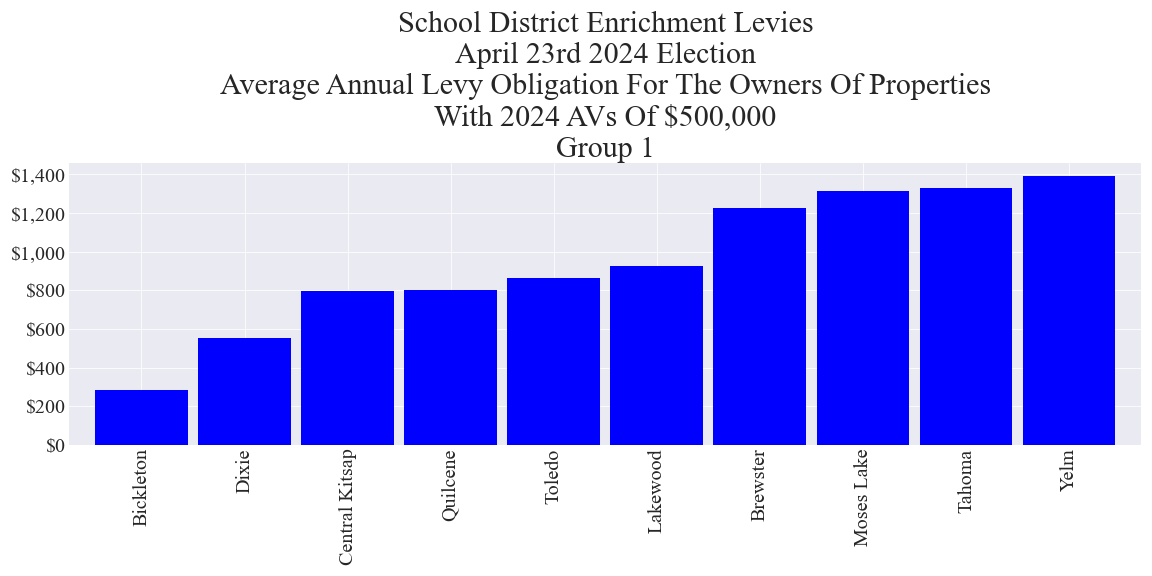 School District Enrichment Levies
April 23rd 2024 Election
Average Annual Levy Obligation For The Owners Of Properties
With 2024 AVs Of $500,000
Group 1
$1,400
$1,200
$1,000
$800
$600
$400
$200
$0
Bickleton
Dixie
Central Kitsap
Quilcene
Toledo
Lakewood
Brewster
Moses Lake
Tahoma
Yelm